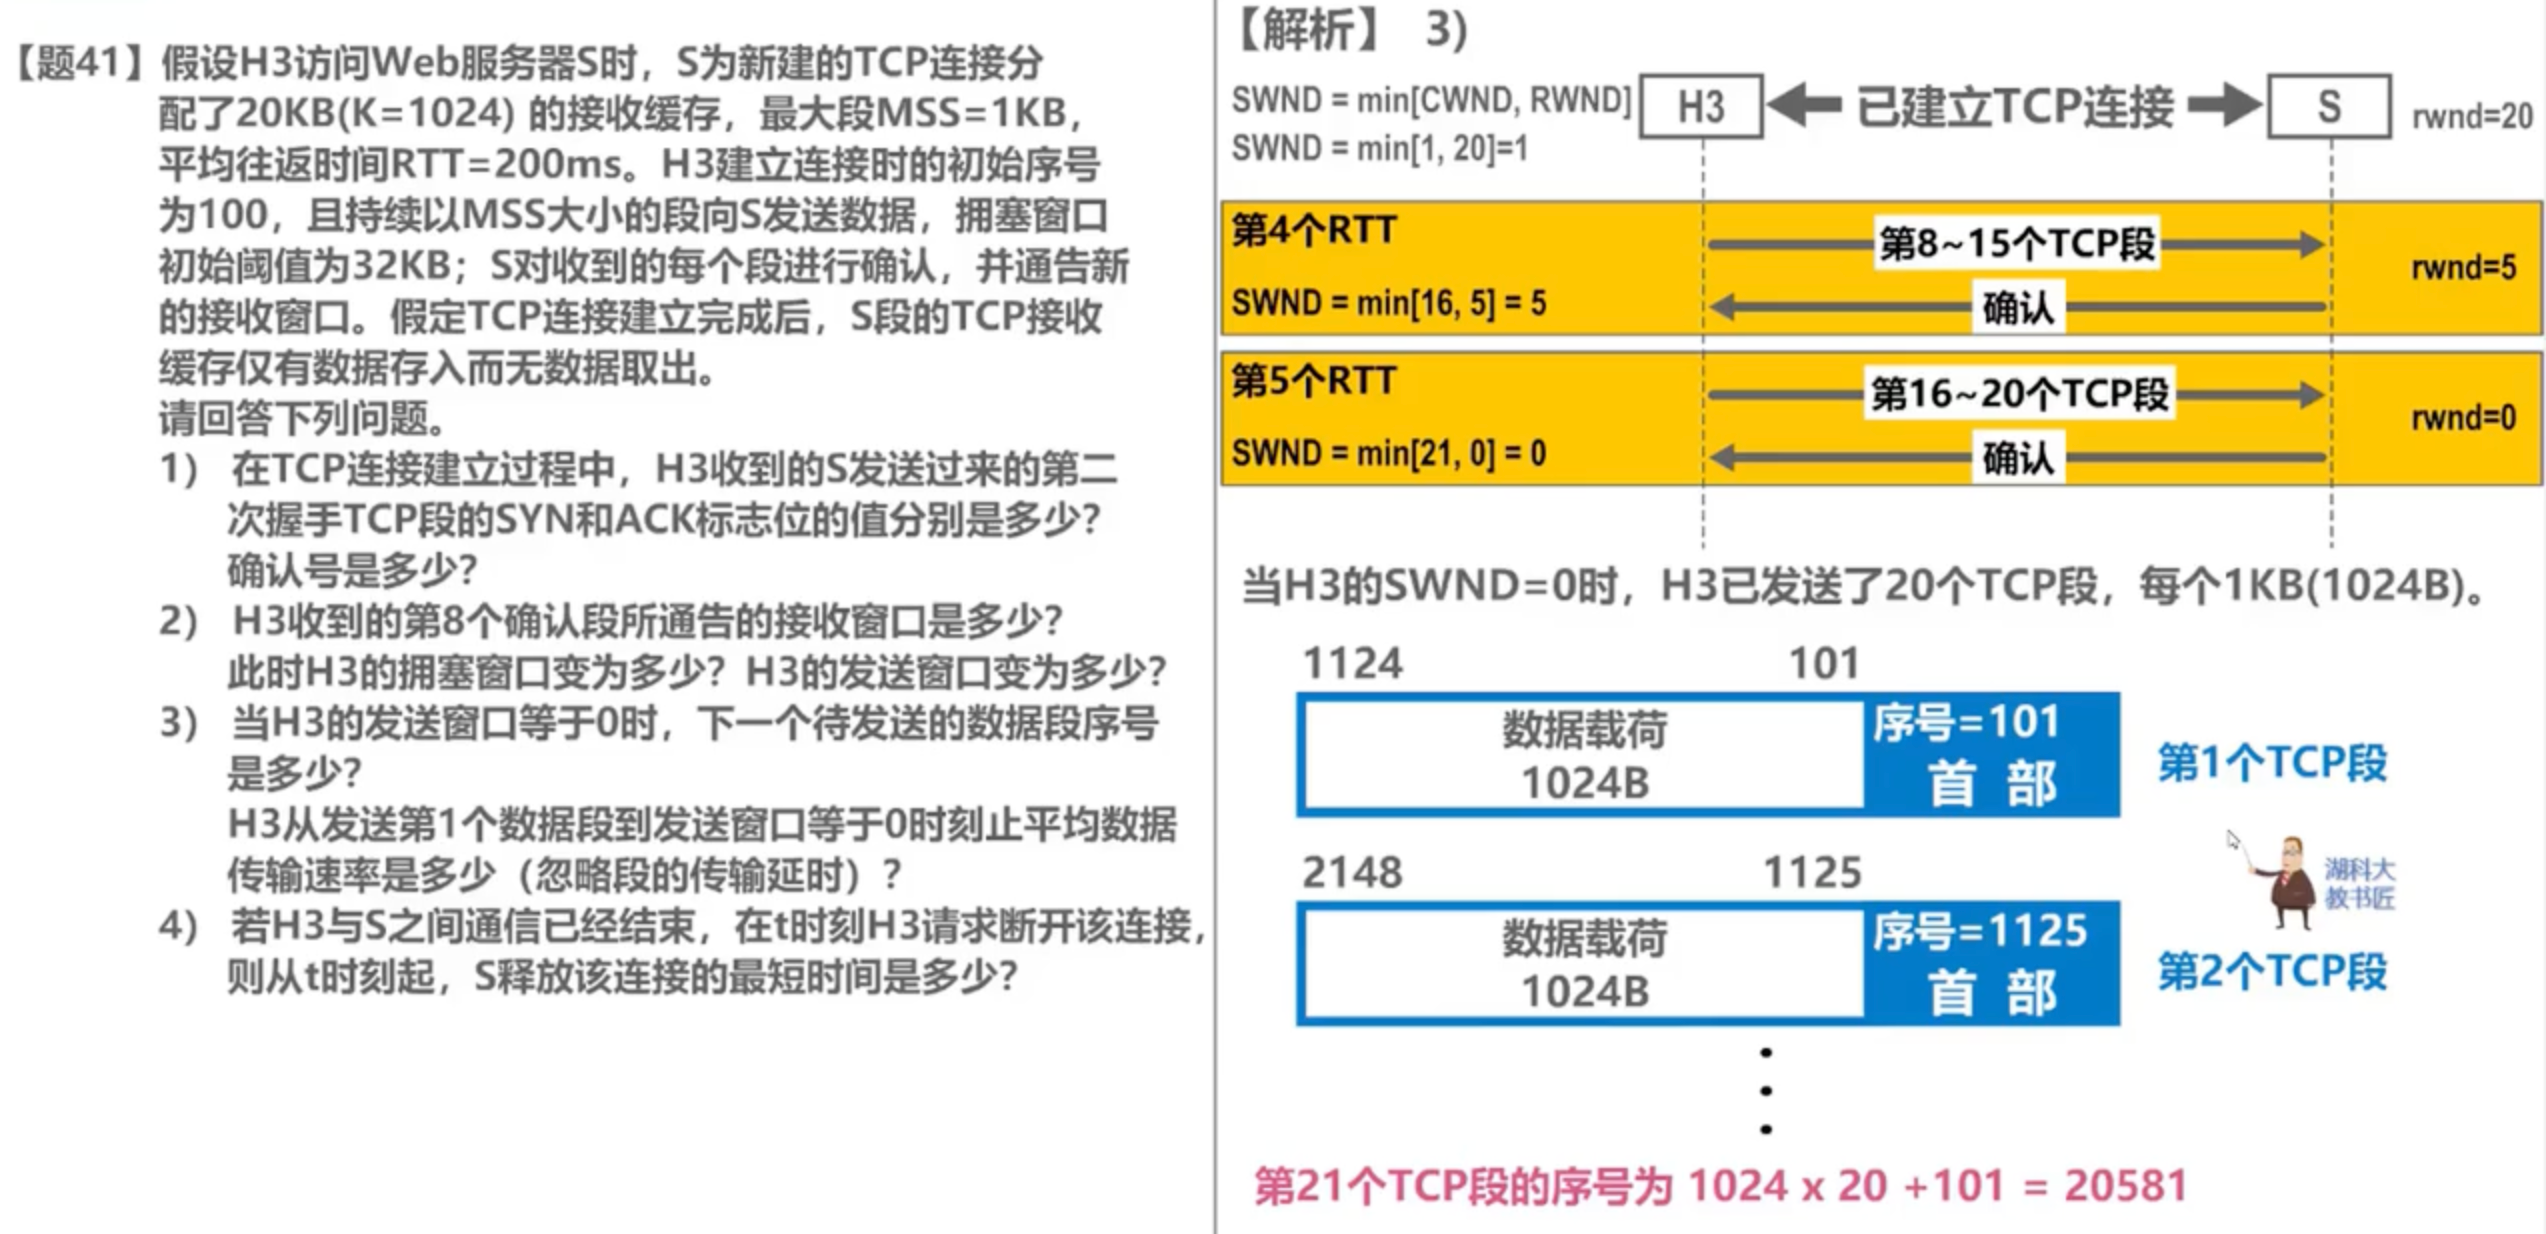 【题41】假设H3访问Web服务器S时，S为新建的TCP连接分
配了20KB(K=1024) 的接收缓存，最大段MSS=1KB，
平均往返时间RTT=200ms。H3建立连接时的初始序号
为100，且持续以MSS大小的段向S发送数据，拥塞窗口
初始阈值为32KB；S对收到的每个段进行确认，并通告新
的接收窗口。假定TCP连接建立完成后，S段的TCP接收
缓存仅有数据存入而无数据取出。
请回答下列问题。
1） 在TCP连接建立过程中，H3收到的S发送过来的第二
次握手TCP段的SYN和ACK标志位的值分别是多少？
确认号是多少？
2） H3收到的第8个确认段所通告的接收窗口是多少？
此时H3的拥塞窗口变为多少？H3的发送窗口变为多少？
3） 当H3的发送窗口等于0时，下一个待发送的数据段序号
是多少？
H3从发送第1个数据段到发送窗口等于0时刻止平均数据
传输速率是多少（忽略段的传输延时）？
4） 若H3与S之间通信已经结束，在t时刻H3请求断开该连接，
则从t时刻起，S释放该连接的最短时间是多少？
【解析】 3)
SWND = min[CWND, RWND]
SWND = min[1, 20]=1
H3
已建立TCP连接
S
rwnd=20
第4个RTT
第8~15个TCP段
rwnd=5
SWND = min[16, 5] = 5
确认
第5个RTT
第16~20个TCP段
rwnd=0
SWND = min[21, 0] = 0
确认
当H3的SWND=0时，H3已发送了20个TCP段，每个1KB(1024B)。
1124
101
数据载荷
1024B
序号=101
首 部
第1个TCP段
2148
1125
数据载荷
1024B
序号=1125
首 部
第2个TCP段
湖科大
教书匠
第21个TCP段的序号为 1024 x 20 +101 = 20581